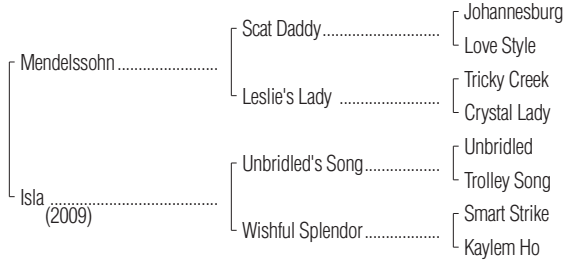 Johannesburg
Scat Daddy
Love Style
Mendelssohn
Tricky Creek
Leslie's Lady
Crystal Lady
Unbridled
Unbridled's Song
Trolley Song
Isla
(2009)
Smart Strike
Wishful Splendor
Kaylem Ho